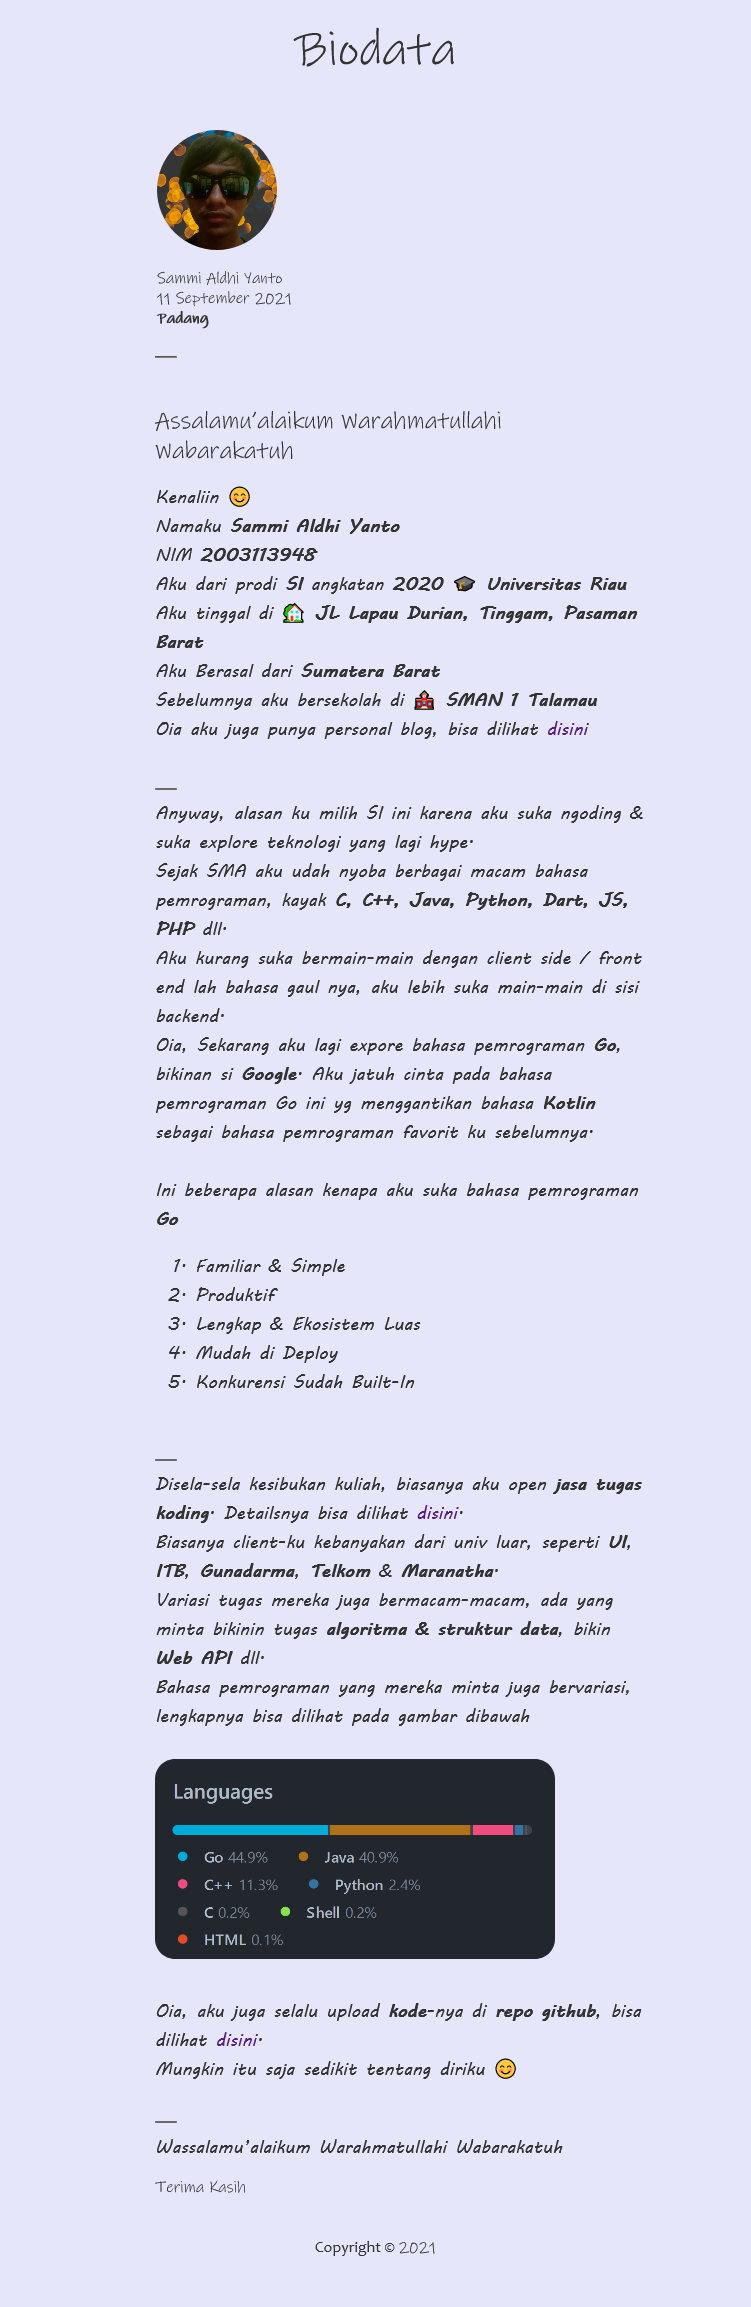 Biodata
Sammi Aldhi Yanto
11 September 2021
Padang
Assalamu'alaikum Warahmatullahi
Wabarakatuh
Kenaliin 😊
Namaku Sammi Aldhi Yanto
NIM 2003113948
Aku dari prodi SI angkatan 2020 🎓 Universitas Riau
Aku tinggal di 🏡 JL Lapau Durian, Tinggam, Pasaman
Barat
Aku Berasal dari Sumatera Barat
Sebelumnya aku bersekolah di 🏫 SMAN 1 Talamau
Oia aku juga punya personal blog, bisa dilihat disini
Anyway, alasan ku milih SI ini karena aku suka ngoding &
suka explore teknologi yang lagi hype.
Sejak SMA aku udah nyoba berbagai macam bahasa
pemrograman, kayak C, C++, Java, Python, Dart, JS,
PHP dll.
Aku kurang suka bermain-main dengan client side / front
end lah bahasa gaul nya, aku lebih suka main-main di sisi
backend.
Oia, Sekarang aku lagi expore bahasa pemrograman Go,
bikinan si Google. Aku jatuh cinta pada bahasa
pemrograman Go ini yg menggantikan bahasa Kotlin
sebagai bahasa pemrograman favorit ku sebelumnya.
Ini beberapa alasan kenapa aku suka bahasa pemrograman
Go
1. Familiar & Simple
2. Produktif
3. Lengkap & Ekosistem Luas
4. Mudah di Deploy
5. Konkurensi Sudah Built-In
Disela-sela kesibukan kuliah, biasanya aku open jasa tugas
koding. Detailsnya bisa dilihat disini.
Biasanya client-ku kebanyakan dari univ luar, seperti UI,
ITB, Gunadarma, Telkom & Maranatha.
Variasi tugas mereka juga bermacam-macam, ada yang
minta bikinin tugas algoritma & struktur data, bikin
Web API dll.
Bahasa pemrograman yang mereka minta juga bervariasi,
lengkapnya bisa dilihat pada gambar dibawah
Languages
Go 44.9% Java 40.9%
C++ 11.3% Python 2.4%
C 0.2% Shell 0.2%
HTML 0.1%
Oia, aku juga selalu upload kode-nya di repo github, bisa
dilihat disini.
Mungkin itu saja sedikit tentang diriku 😊
Wassalamu'alaikum Warahmatullahi Wabarakatuh
Terima Kasih
Copyright © 2021